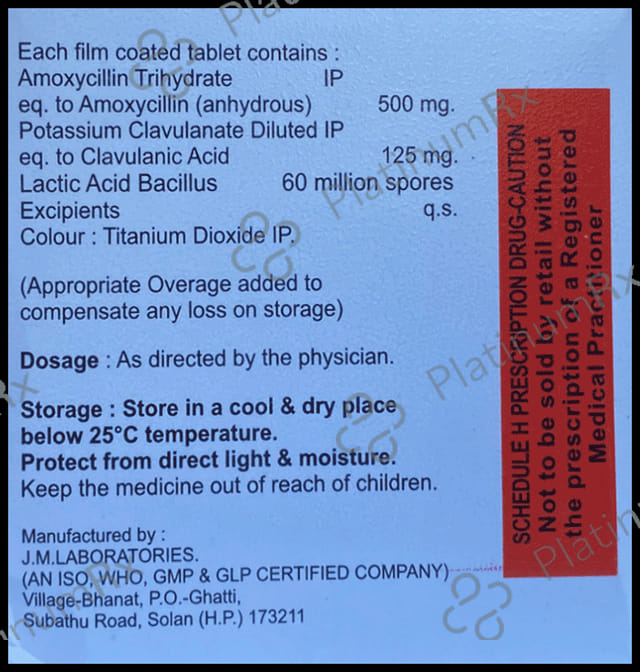 Each film coated tablet contains :
Amoxycillin Trihydrate IP
eq. to Amoxycillin (anhydrous) 500 mg.
Potassium Clavulanate Diluted IP
eq. to Clavulanic Acid 125 mg.
Lactic Acid Bacillus 60 million spores
Excipients q.s.
Colour : Titanium Dioxide IP.
(Appropriate Overage added to
compensate any loss on storage)
Dosage : As directed by the physician.
Storage : Store in a cool & dry place
below 25°C temperature.
Protect from direct light & moisture.
Keep the medicine out of reach of children.
Manufactured by :
J.M.LABORATORIES.
(AN ISO, WHO, GMP & GLP CERTIFIED COMPANY)
Village-Bhanat, P.O.-Ghatti,
Subathu Road, Solan (H.P.) 173211
SCHEDULE H PRESCRIPTION DRUG-CAUTION
Not to be sold by retail without
the prescription of a Registered
Medical Practitioner
PlatinumRx
PlatinumRx
PlatinumRx